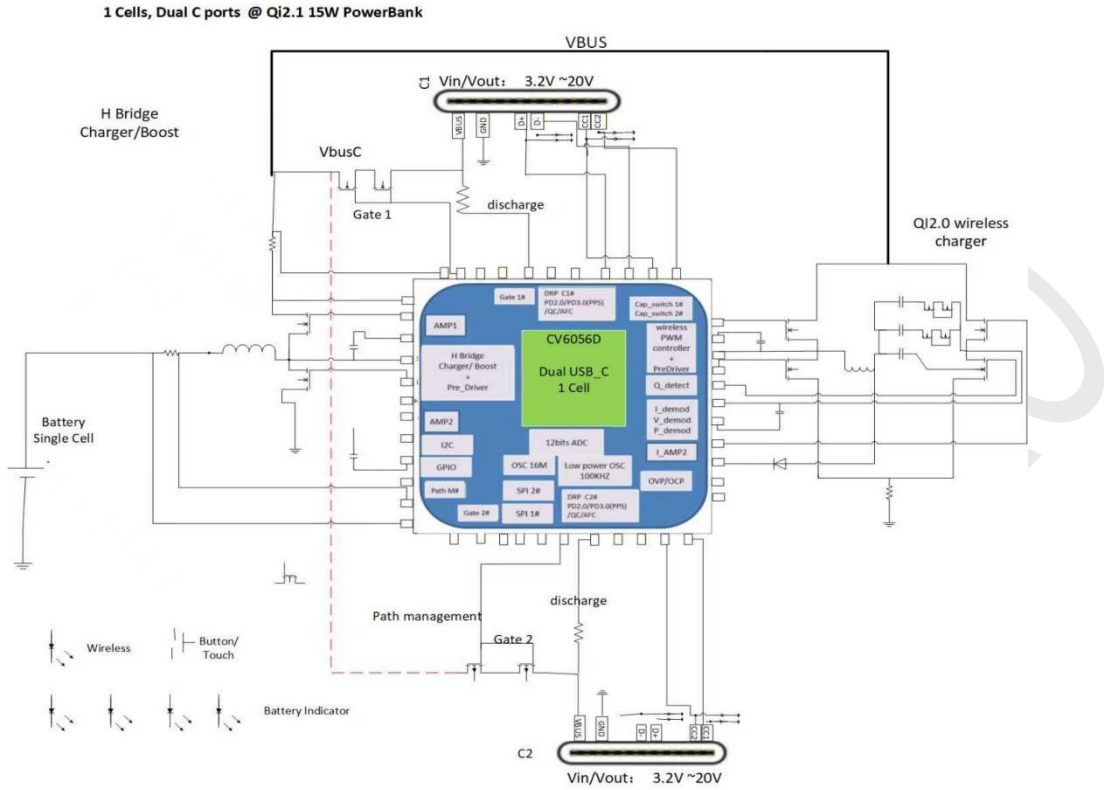 1 Cells, Dual C ports @ Qi2.1 15W PowerBank
VBUS
C1
Vin/Vout： 3.2V ~20V
H Bridge
Charger/Boost
VBUS
GND
D+
D-
CC1
CC2
VbusC
Gate 1
discharge
QI2.0 wireless
charger
Gate 1#
DRP C1#
PD2.0/PD3.0(PPS)
/QC/AFC
Cap_switch 1#
Cap_switch 2#
AMP1
CV6056D
Dual USB_C
1 Cell
wireless
PWM
controller
+
PreDriver
H Bridge
Charger/ Boost
+
Pre_Driver
Q_detect
I_demod
V_demod
P_demod
Battery
Single Cell
AMP2
I2C
12bits ADC
I_AMP2
GPIO
OSC 16M
Low power OSC
100KHZ
OVP/OCP
Path M#
SPI 2#
DRP C2#
PD2.0/PD3.0(PPS)
/QC/AFC
Gate 2#
SPI 1#
discharge
Path management
Gate 2
Wireless
Button/
Touch
Battery Indicator
VBUS
GND
D-
D+
CC2
CC1
C2
Vin/Vout： 3.2V ~20V